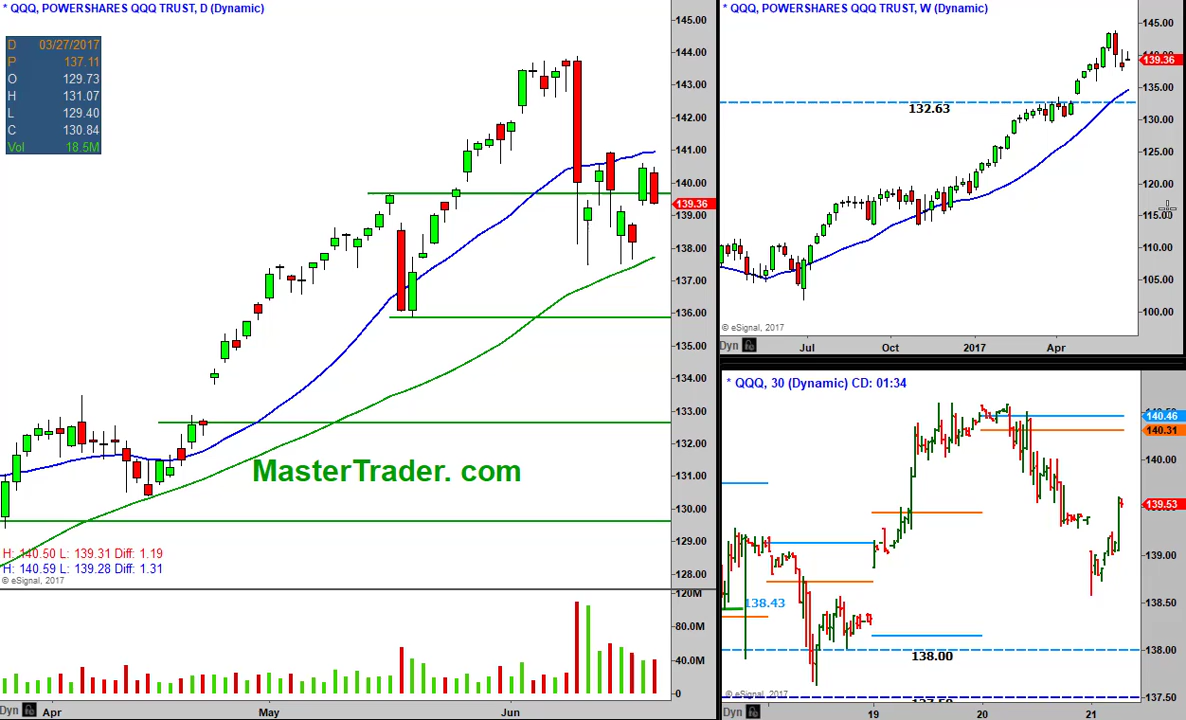 * QQQ, POWERSHARES QQQ TRUST, D (Dynamic)
D 03/27/2017
P 137.11
O 129.73
H 131.07
L 129.40
C 130.84
Vol 18.5M
145.00
144.00
143.00
142.00
141.00
140.00
139.36
139.00
138.00
137.00
136.00
135.00
134.00
133.00
132.00
131.00
130.00
129.00
128.00
MasterTrader. com
H: 140.50 L: 139.31 Diff: 1.19
H: 140.59 L: 139.28 Diff: 1.31
© eSignal, 2017
120M
80.0M
40.0M
0
Dyn Apr May Jun
* QQQ, POWERSHARES QQQ TRUST, W (Dynamic)
145.00
139.36
135.00
132.63
130.00
125.00
120.00
115.00
110.00
105.00
100.00
© eSignal, 2017
Dyn Jul Oct 2017 Apr
* QQQ, 30 (Dynamic) CD: 01:34
140.46
140.31
140.00
139.53
139.00
138.43
138.50
138.00
138.00
© eSignal, 2017
137.50
Dyn 19 20 21